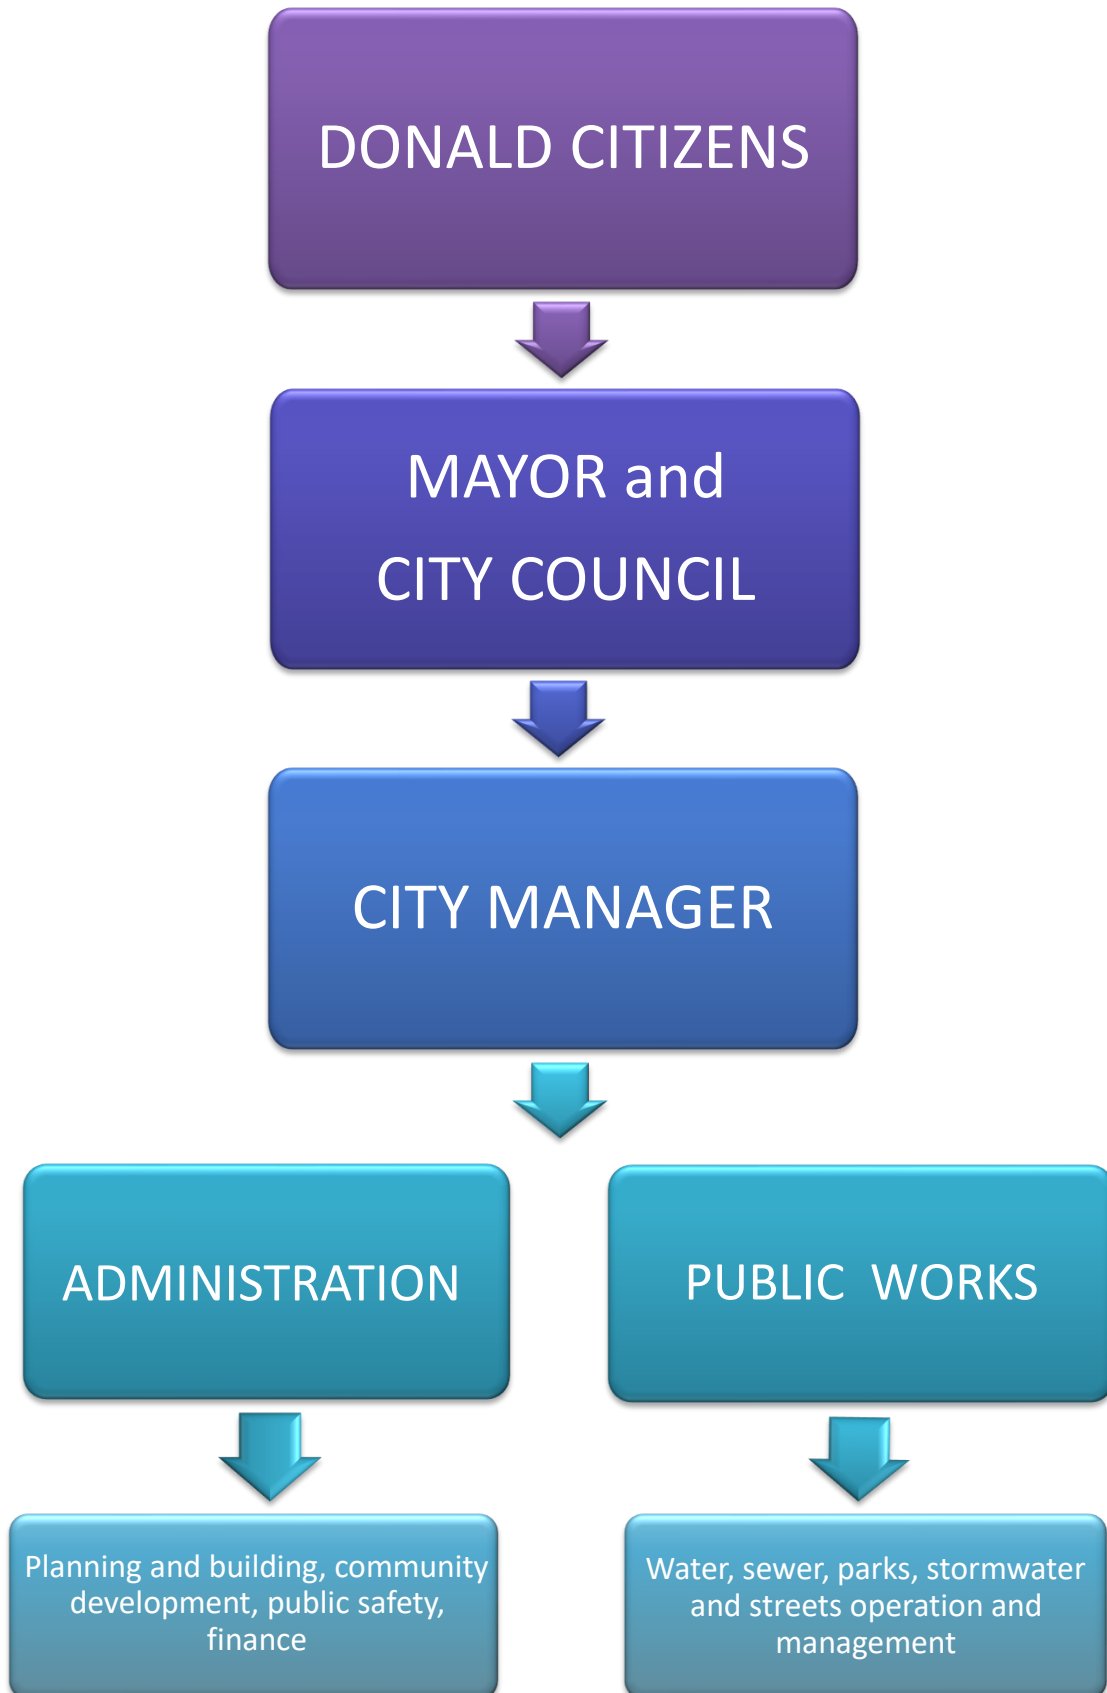 DONALD CITIZENS
MAYOR and
CITY COUNCIL
CITY MANAGER
ADMINISTRATION
PUBLIC WORKS
Planning and building, community
development, public safety,
finance
Water, sewer, parks, stormwater
and streets operation and
management